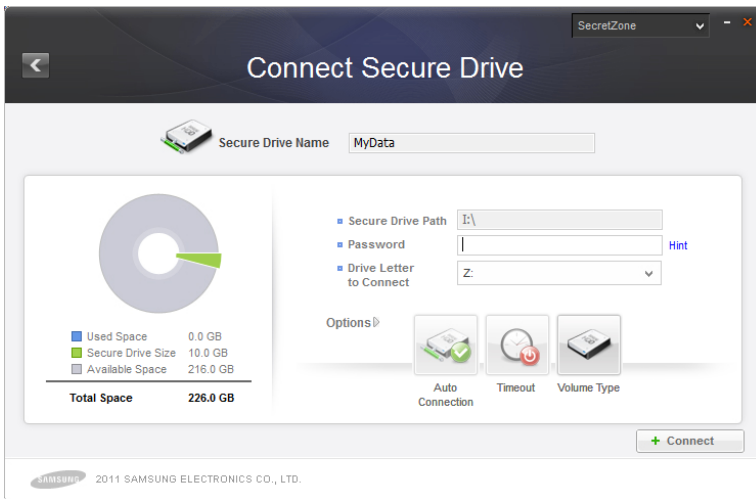 SecretZone
Connect Secure Drive
Secure Drive Name MyData
Secure Drive Path I:\
Password Hint
Drive Letter
to Connect Z:
Options
Used Space 0.0 GB
Secure Drive Size 10.0 GB
Available Space 216.0 GB
Total Space 226.0 GB
Auto
Connection Timeout Volume Type
+ Connect
SAMSUNG 2011 SAMSUNG ELECTRONICS CO., LTD.